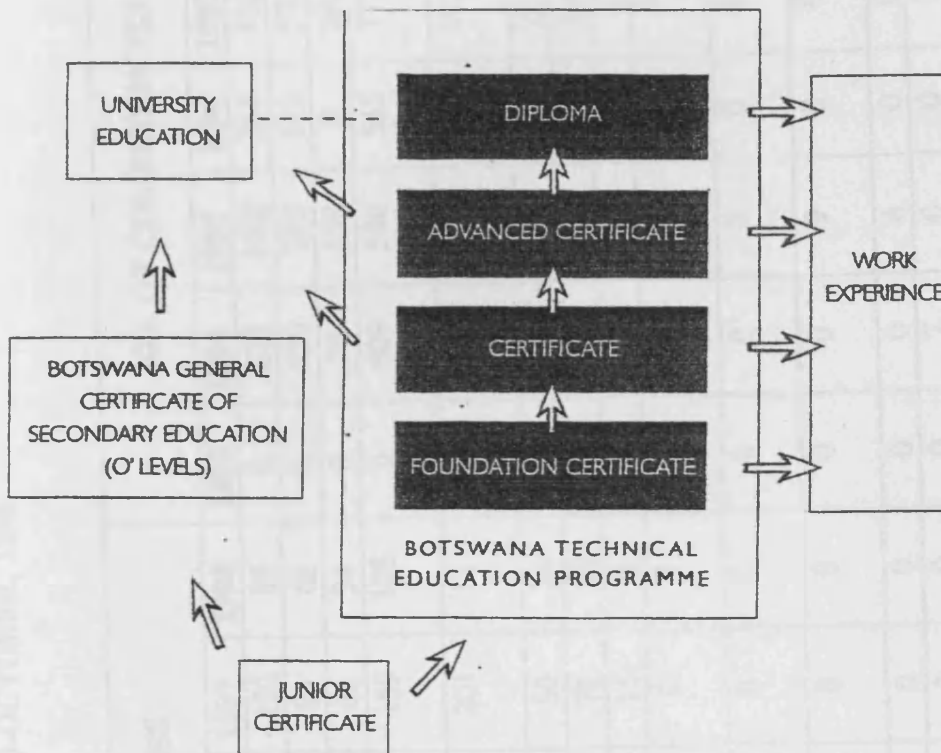 UNIVERSITY
EDUCATION
DIPLOMA
ADVANCED CERTIFICATE
WORK
EXPERIENCE
CERTIFICATE
BOTSWANA GENERAL
CERTIFICATE OF
SECONDARY EDUCATION
(O' LEVELS)
FOUNDATION CERTIFICATE
BOTSWANA TECHNICAL
EDUCATION PROGRAMME
JUNIOR
CERTIFICATE